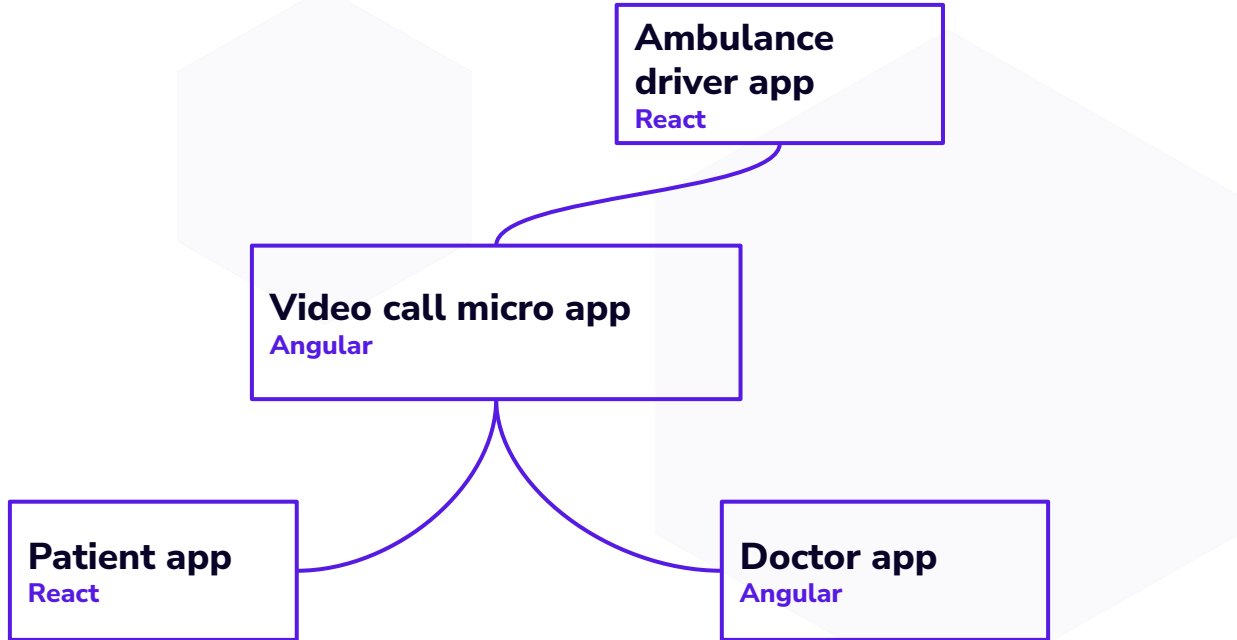 Ambulance
driver app
React
Video call micro app
Angular
Patient app
React
Doctor app
Angular